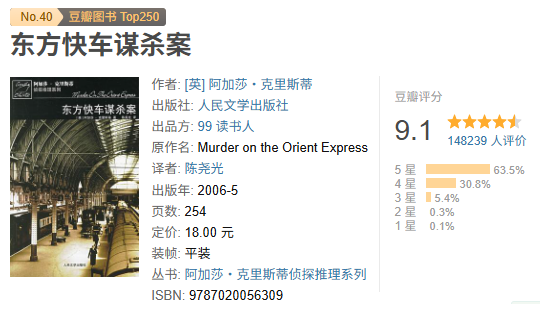 No.40 豆瓣图书 Top250
东方快车谋杀案
阿加莎·克里斯蒂
侦探推理系列
Murder On The Orient Express
东方快车谋杀案
人民文学出版社
作者: [英] 阿加莎·克里斯蒂
出版社: 人民文学出版社
出品方: 99 读书人
原作名: Murder on the Orient Express
译者: 陈尧光
出版年: 2006-5
页数: 254
定价: 18.00 元
装帧: 平装
丛书: 阿加莎·克里斯蒂侦探推理系列
ISBN: 9787020056309
豆瓣评分
9.1
148239 人评价
5 星 63.5%
4 星 30.8%
3 星 5.4%
2 星 0.3%
1 星 0.1%